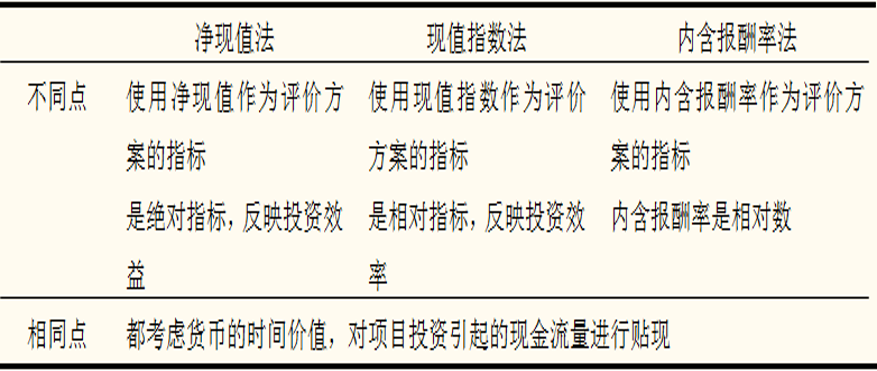 净现值法 现值指数法 内含报酬率法
不同点 使用净现值作为评价方 使用现值指数作为评价 使用内含报酬率作为评价方
案的指标 方案的指标 案的指标
是绝对指标，反映投资效 是相对指标，反映投资效 内含报酬率是相对数
益 率
相同点 都考虑货币的时间价值，对项目投资引起的现金流量进行贴现